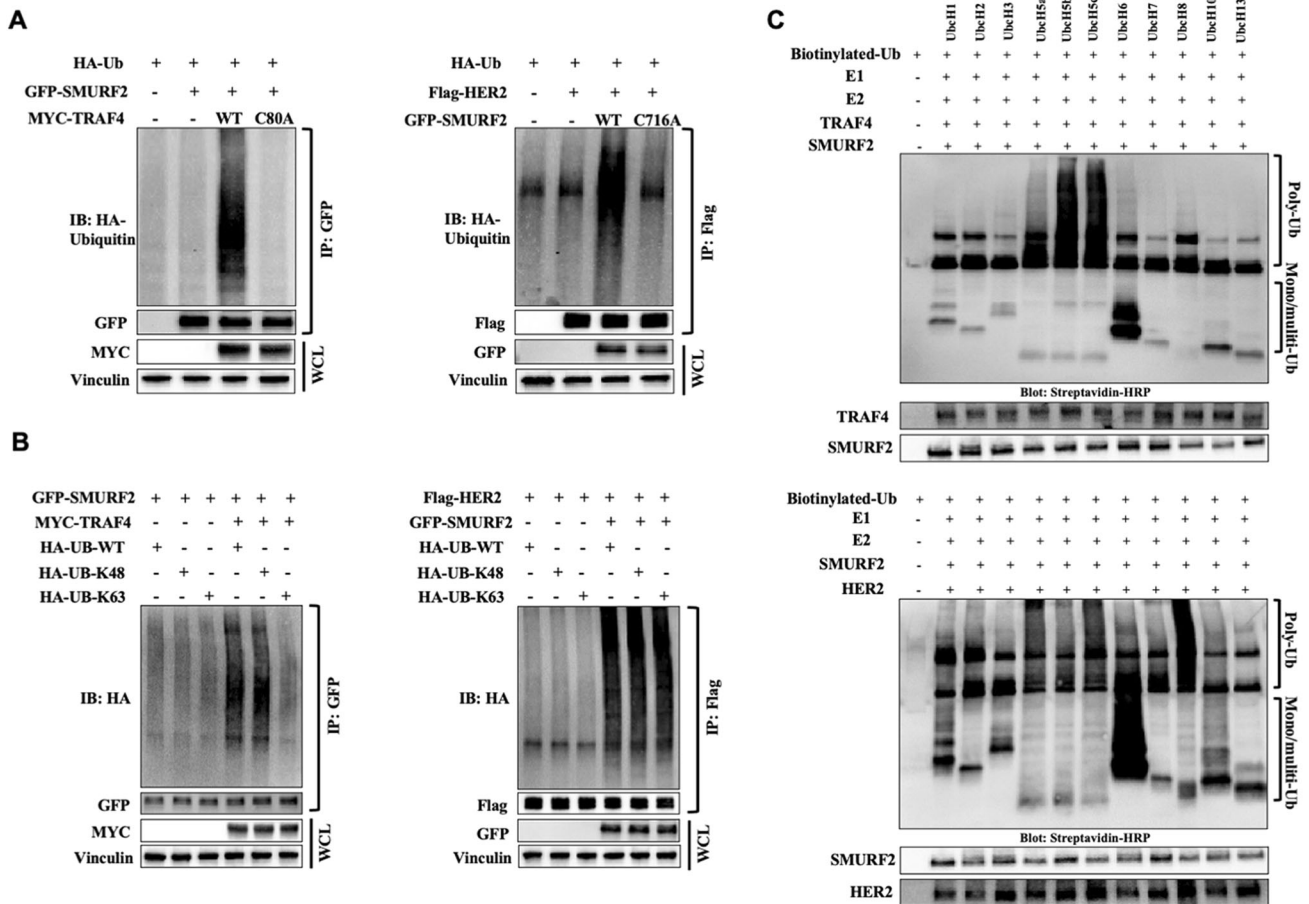 A
HA-Ub + + + +
GFP-SMURF2 - + + +
MYC-TRAF4 - - WT C80A
IB: HA-
Ubiquitin
IP: GFP
GFP
MYC
Vinculin
WCL
HA-Ub + + + +
Flag-HER2 - + + +
GFP-SMURF2 - - WT C716A
IB: HA-
Ubiquitin
IP: Flag
Flag
GFP
Vinculin
WCL
B
GFP-SMURF2 + + + + + +
MYC-TRAF4 - - - + + +
HA-UB-WT + - - + - -
HA-UB-K48 - + - - + -
HA-UB-K63 - - + - - +
IB: HA
IP: GFP
GFP
MYC
Vinculin
WCL
Flag-HER2 + + + + + +
GFP-SMURF2 - - - + + +
HA-UB-WT + - - + - -
HA-UB-K48 - + - - + -
HA-UB-K63 - - + - - +
IB: HA
IP: Flag
Flag
GFP
Vinculin
WCL
C
UbcH1 UbcH2 UbcH3 UbcH5a UbcH5b UbcH5c UbcH6 UbcH7 UbcH8 UbcH10 UbcH13
Biotinylated-Ub + + + + + + + + + + + +
E1 - + + + + + + + + + + +
E2 - + + + + + + + + + + +
TRAF4 - + + + + + + + + + + +
SMURF2 - + + + + + + + + + + +
Poly-Ub
Mono/muliti-Ub
Blot: Streptavidin-HRP
TRAF4
SMURF2
Biotinylated-Ub + + + + + + + + + + + +
E1 - + + + + + + + + + + +
E2 - + + + + + + + + + + +
SMURF2 - + + + + + + + + + + +
HER2 - + + + + + + + + + + +
Poly-Ub
Mono/muliti-Ub
Blot: Streptavidin-HRP
SMURF2
HER2